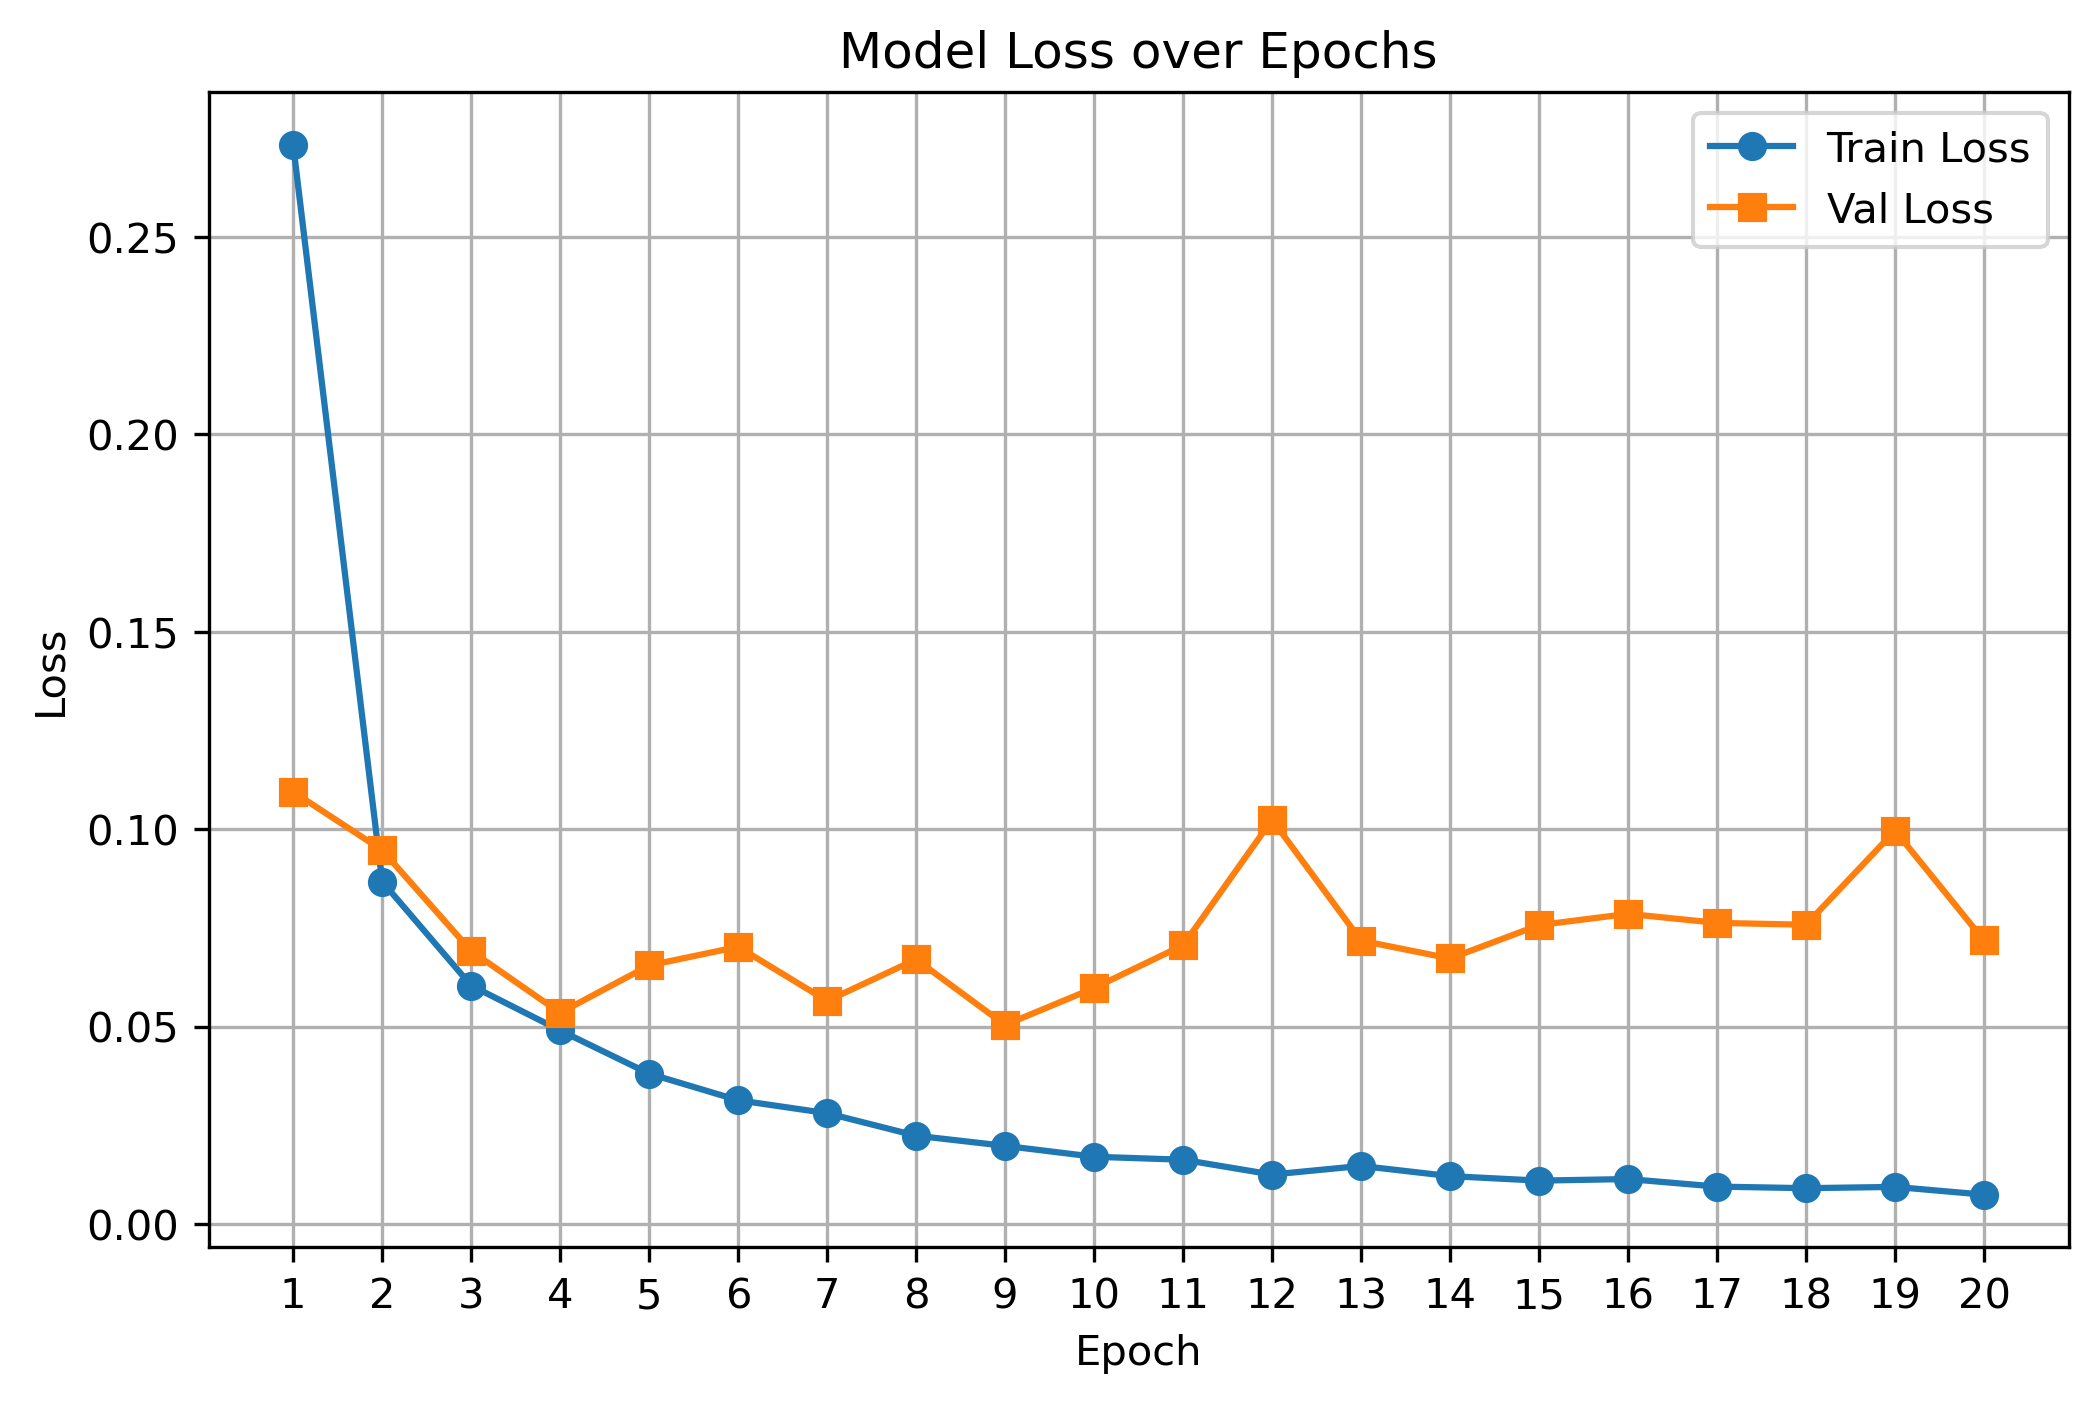 Model Loss over Epochs
Train Loss
Val Loss
Loss
0.25
0.20
0.15
0.10
0.05
0.00
1 2 3 4 5 6 7 8 9 10 11 12 13 14 15 16 17 18 19 20
Epoch